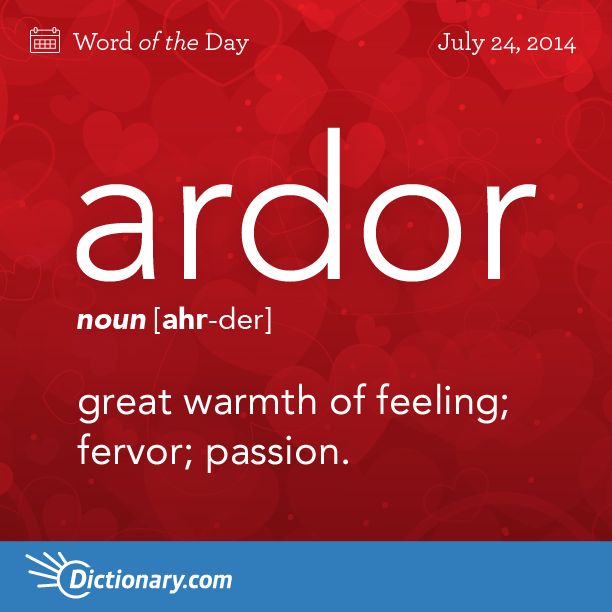 Word of the Day
July 24, 2014
ardor
noun [ahr-der]
great warmth of feeling;
fervor; passion.
Dictionary.com